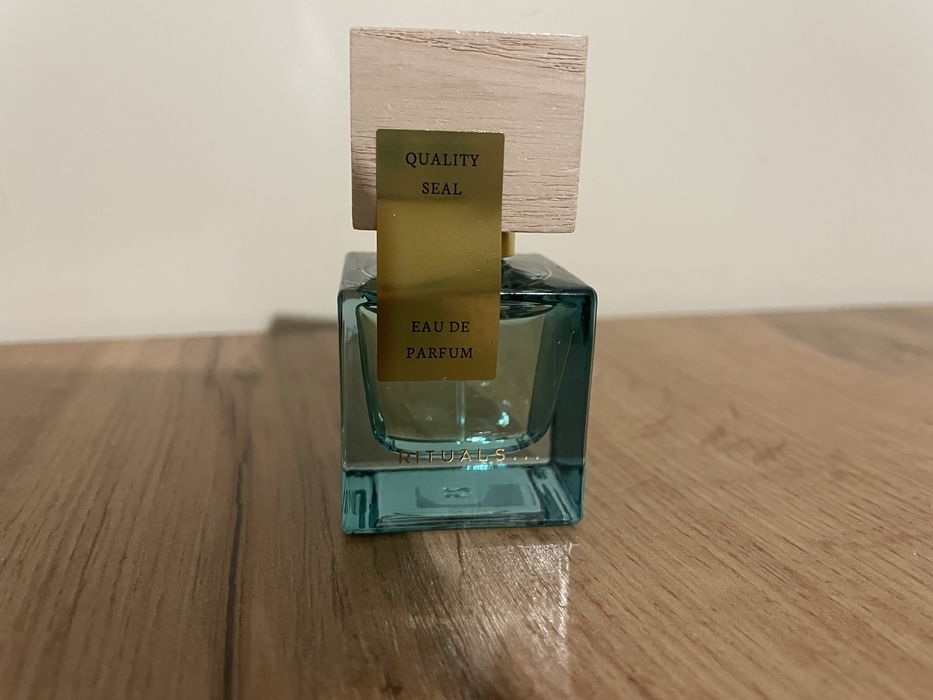 QUALITY
SEAL
EAU DE
PARFUM
RITUALS...